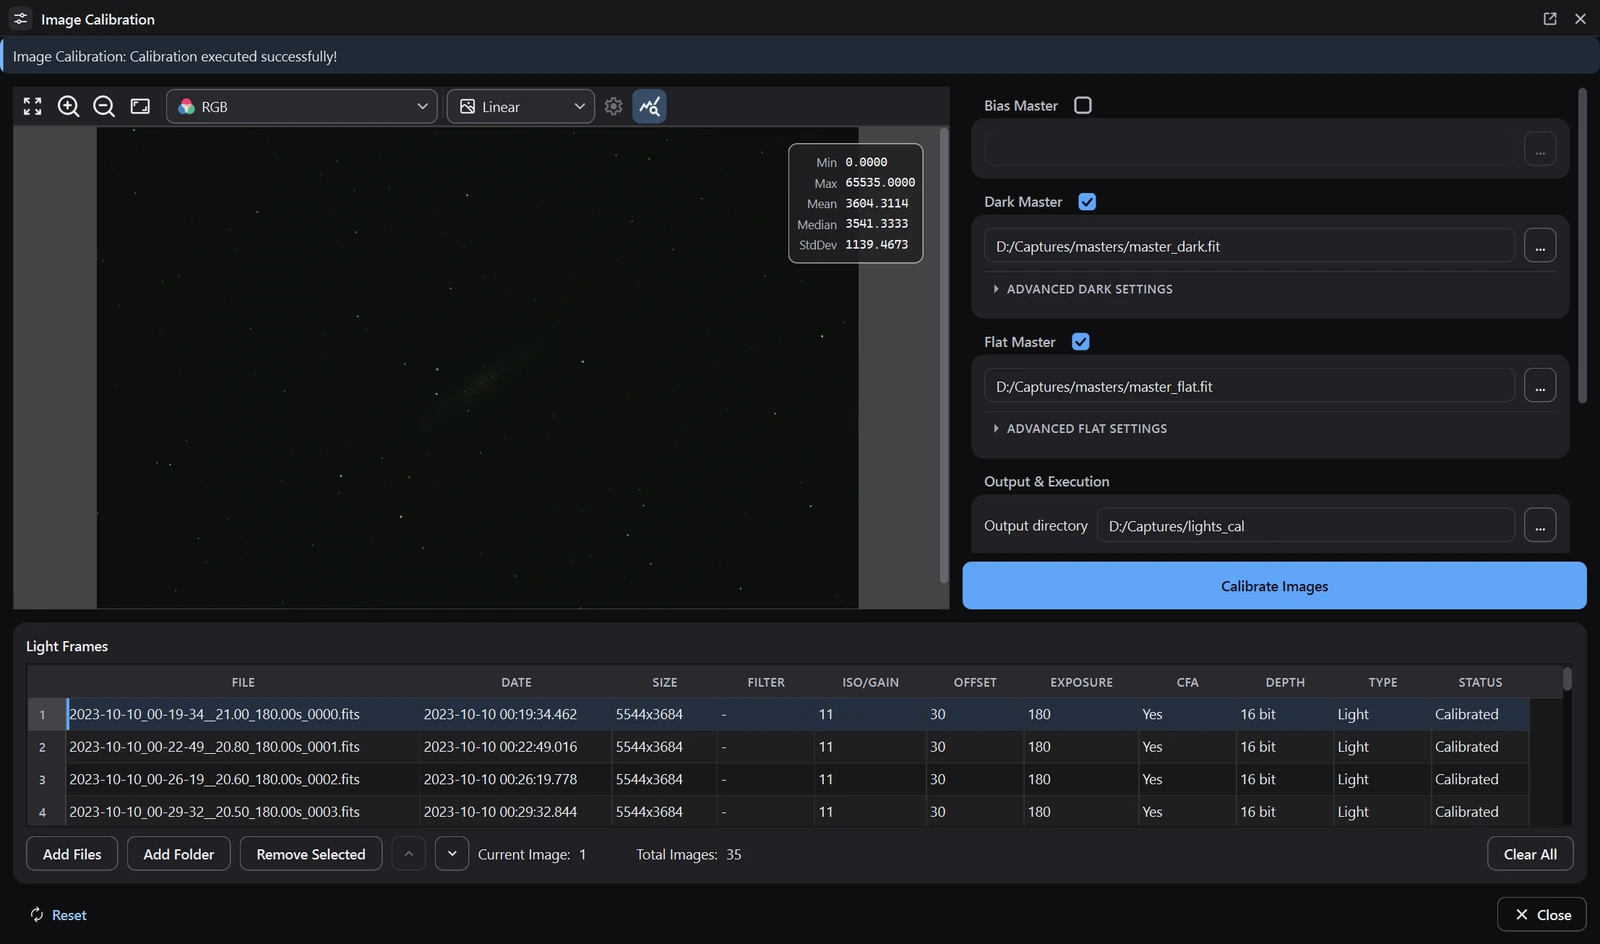 Image Calibration
Image Calibration: Calibration executed successfully!
RGB
Linear
Min 0.0000
Max 65535.0000
Mean 3604.3114
Median 3541.3333
StdDev 1139.4673
Bias Master
...
Dark Master
D:/Captures/masters/master_dark.fit ...
ADVANCED DARK SETTINGS
Flat Master
D:/Captures/masters/master_flat.fit ...
ADVANCED FLAT SETTINGS
Output & Execution
Output directory D:/Captures/lights_cal ...
Calibrate Images
Light Frames
FILE DATE SIZE FILTER ISO/GAIN OFFSET EXPOSURE CFA DEPTH TYPE STATUS
1 2023-10-10_00-19-34__21.00_180.00s_0000.fits 2023-10-10 00:19:34.462 5544x3684 - 11 30 180 Yes 16 bit Light Calibrated
2 2023-10-10_00-22-49__20.80_180.00s_0001.fits 2023-10-10 00:22:49.016 5544x3684 - 11 30 180 Yes 16 bit Light Calibrated
3 2023-10-10_00-26-19__20.60_180.00s_0002.fits 2023-10-10 00:26:19.778 5544x3684 - 11 30 180 Yes 16 bit Light Calibrated
4 2023-10-10_00-29-32__20.50_180.00s_0003.fits 2023-10-10 00:29:32.844 5544x3684 - 11 30 180 Yes 16 bit Light Calibrated
Add Files Add Folder Remove Selected Current Image: 1 Total Images: 35 Clear All
Reset Close